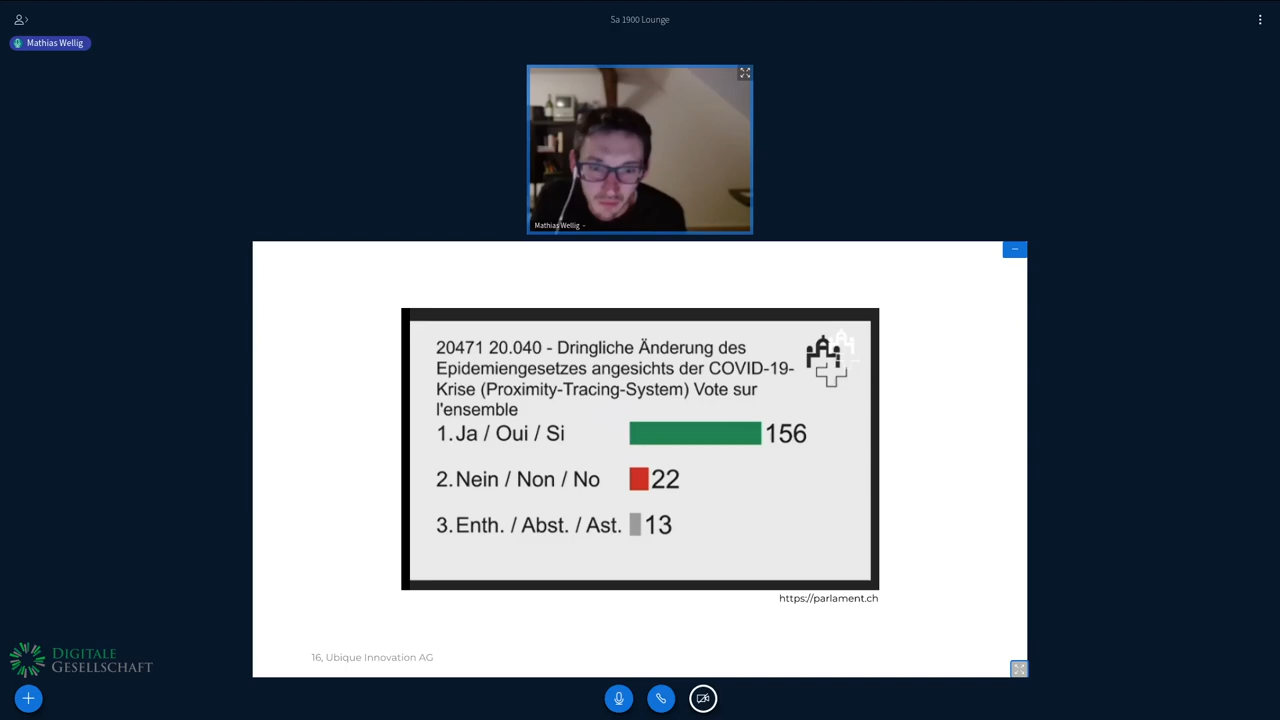 Sa 1900 Lounge
Mathias Wellig
Mathias Wellig
20471 20.040 - Dringliche Änderung des
Epidemiengesetzes angesichts der COVID-19-
Krise (Proximity-Tracing-System) Vote sur
l'ensemble
1. Ja / Oui / Si 156
2. Nein / Non / No 22
3. Enth. / Abst. / Ast. 13
https://parlament.ch
16, Ubique Innovation AG
DIGITALE
GESELLSCHAFT